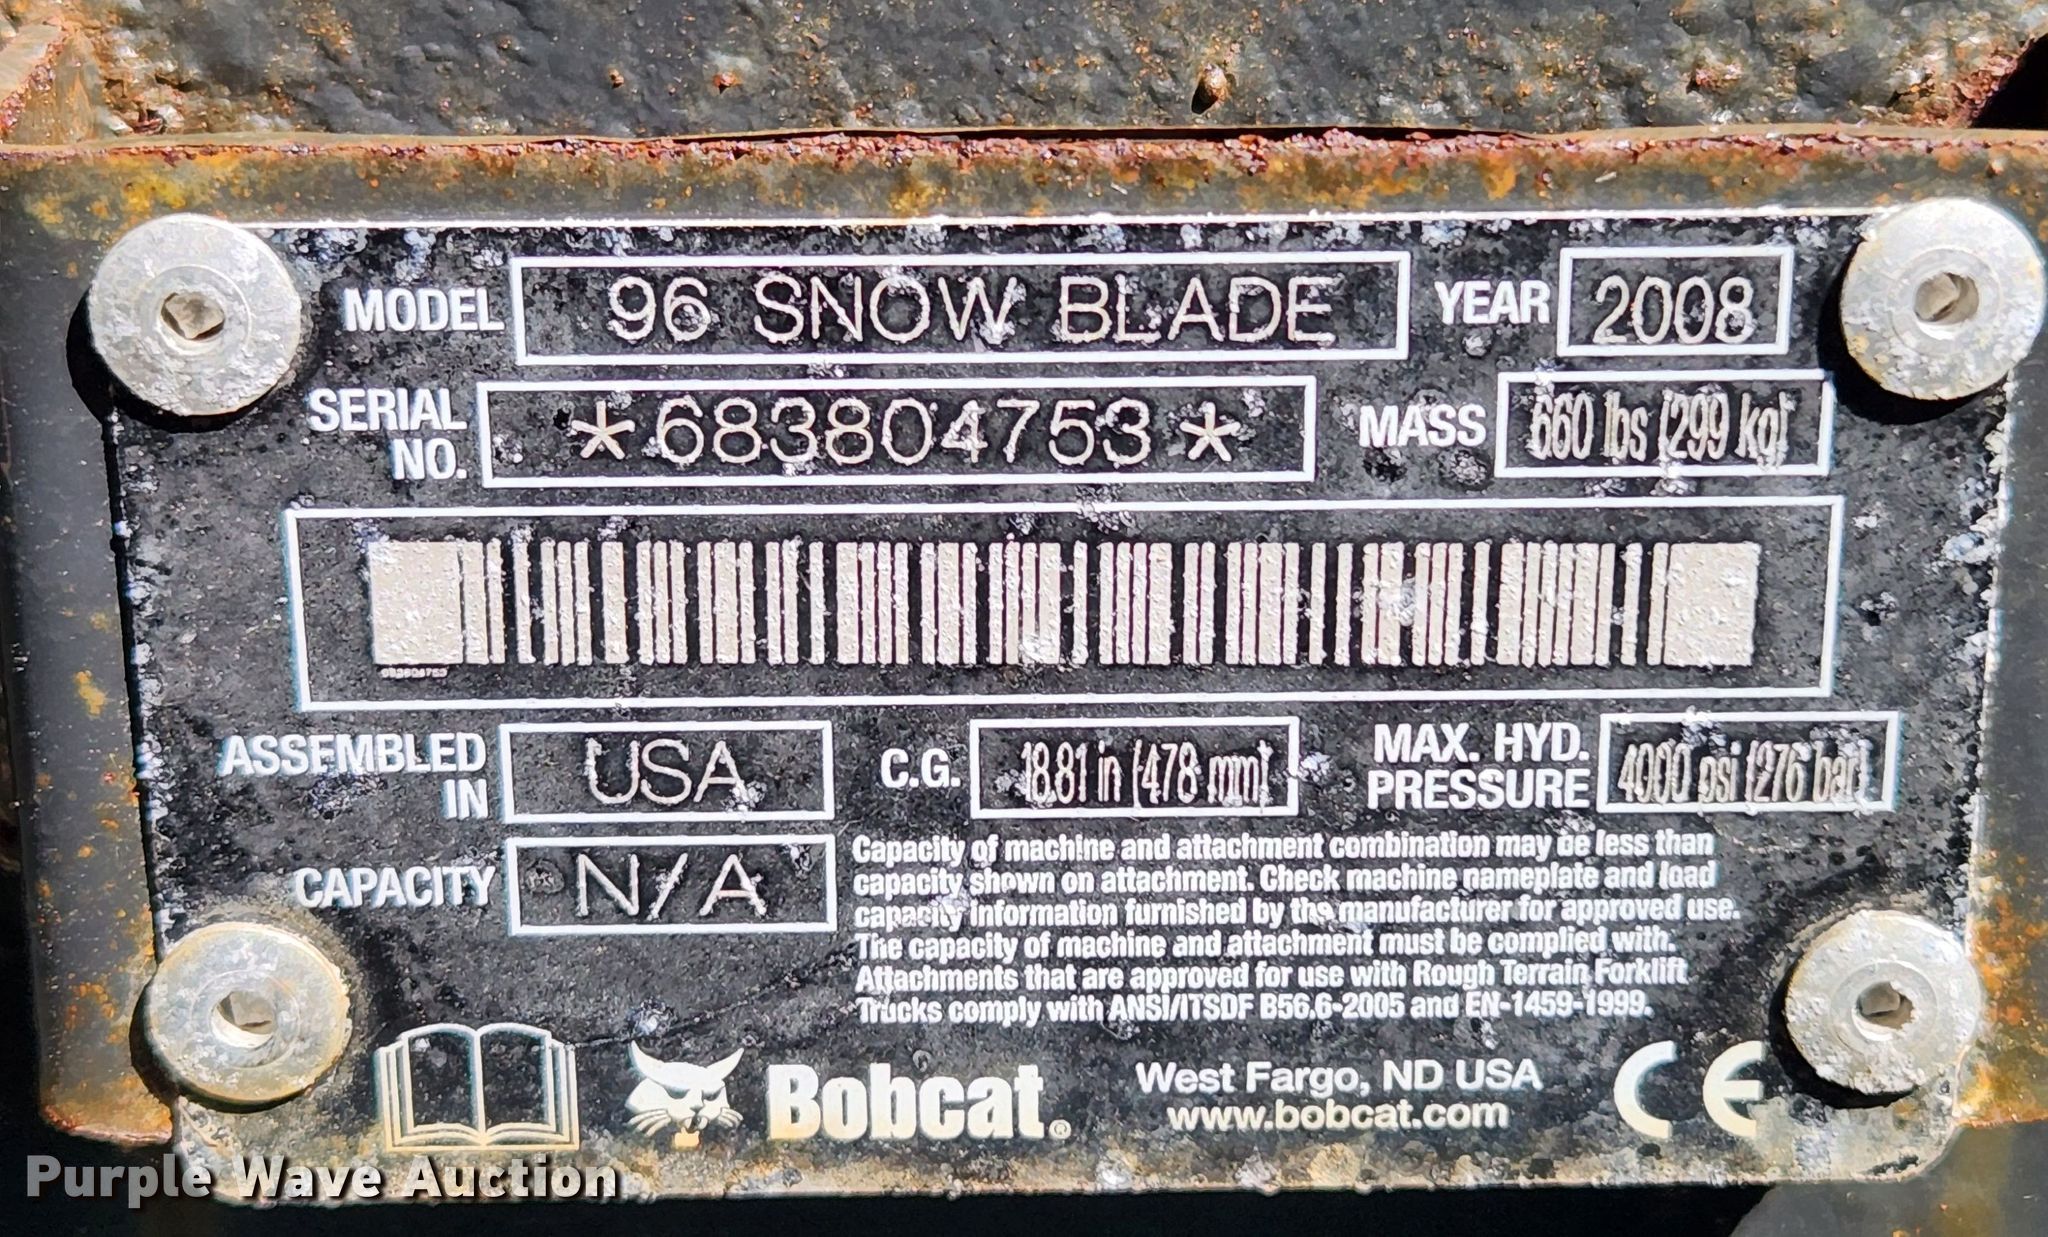 MODEL 96 SNOW BLADE YEAR 2008
SERIAL NO. *683804753* MASS 660 lbs (299 kg)
683804753
ASSEMBLED IN USA C.G. 18.81 in (478 mm) MAX. HYD. PRESSURE 4000 psi (276 bar)
CAPACITY N/A
Capacity of machine and attachment combination may be less than
capacity shown on attachment. Check machine nameplate and load
capacity information furnished by the manufacturer for approved use.
The capacity of machine and attachment must be complied with.
Attachments that are approved for use with Rough Terrain Forklift
Trucks comply with ANSI/ITSDF B56.6-2005 and EN-1459-1999.
Bobcat® West Fargo, ND USA CE
www.bobcat.com
Purple Wave Auction